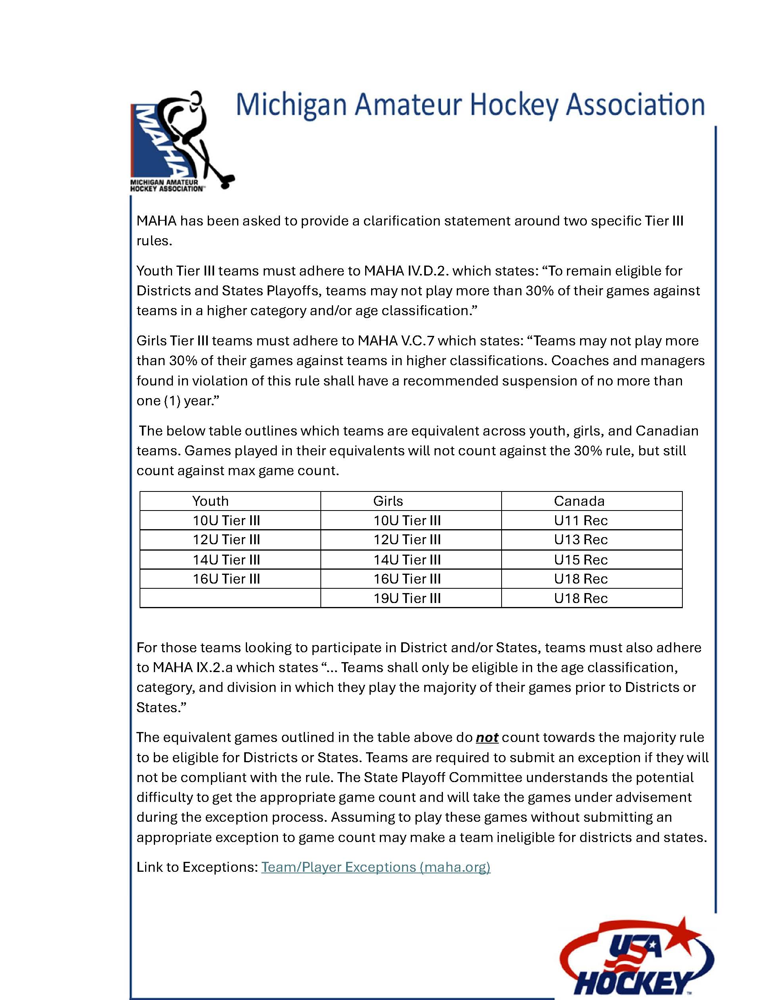 Michigan Amateur Hockey Association
MAHA
MICHIGAN AMATEUR
HOCKEY ASSOCIATION™
MAHA has been asked to provide a clarification statement around two specific Tier III
rules.
Youth Tier III teams must adhere to MAHA IV.D.2. which states: “To remain eligible for
Districts and States Playoffs, teams may not play more than 30% of their games against
teams in a higher category and/or age classification.”
Girls Tier III teams must adhere to MAHA V.C.7 which states: “Teams may not play more
than 30% of their games against teams in higher classifications. Coaches and managers
found in violation of this rule shall have a recommended suspension of no more than
one (1) year.”
The below table outlines which teams are equivalent across youth, girls, and Canadian
teams. Games played in their equivalents will not count against the 30% rule, but still
count against max game count.
Youth Girls Canada
10U Tier III 10U Tier III U11 Rec
12U Tier III 12U Tier III U13 Rec
14U Tier III 14U Tier III U15 Rec
16U Tier III 16U Tier III U18 Rec
19U Tier III U18 Rec
For those teams looking to participate in District and/or States, teams must also adhere
to MAHA IX.2.a which states “... Teams shall only be eligible in the age classification,
category, and division in which they play the majority of their games prior to Districts or
States.”
The equivalent games outlined in the table above do not count towards the majority rule
to be eligible for Districts or States. Teams are required to submit an exception if they will
not be compliant with the rule. The State Playoff Committee understands the potential
difficulty to get the appropriate game count and will take the games under advisement
during the exception process. Assuming to play these games without submitting an
appropriate exception to game count may make a team ineligible for districts and states.
Link to Exceptions: Team/Player Exceptions (maha.org)
USA
HOCKEY™